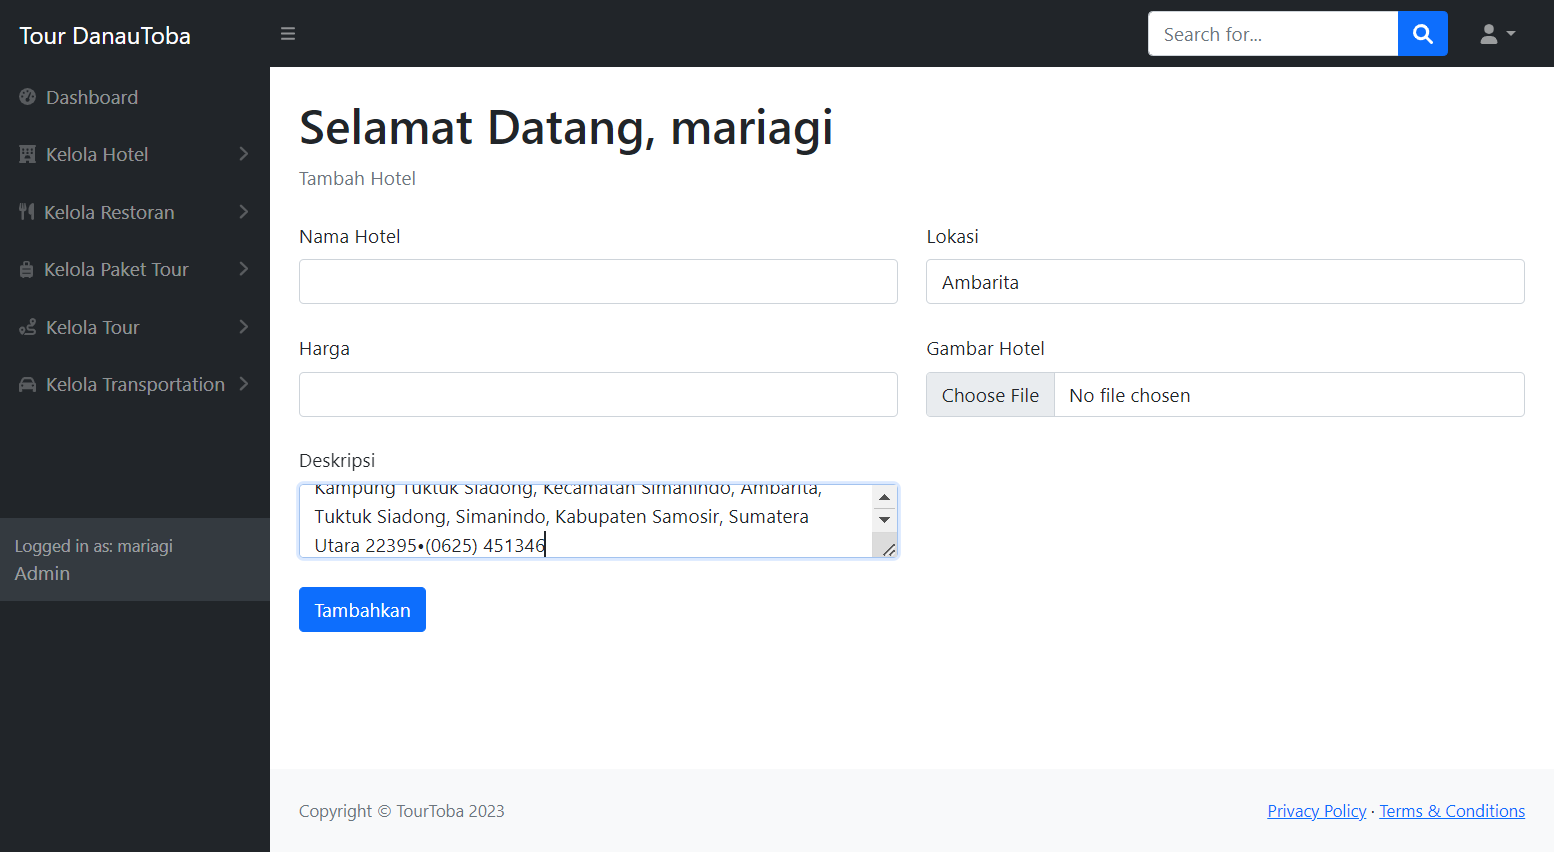 Tour DanauToba
Search for...
Dashboard
Kelola Hotel
Kelola Restoran
Kelola Paket Tour
Kelola Tour
Kelola Transportation
Logged in as: mariagi
Admin
Selamat Datang, mariagi
Tambah Hotel
Nama Hotel
Lokasi
Ambarita
Harga
Gambar Hotel
Choose File
No file chosen
Deskripsi
Kampung Tuktuk Siadong, Kecamatan Simanindo, Ambarita,
Tuktuk Siadong, Simanindo, Kabupaten Samosir, Sumatera
Utara 22395•(0625) 451346
Tambahkan
Copyright © TourToba 2023
Privacy Policy · Terms & Conditions